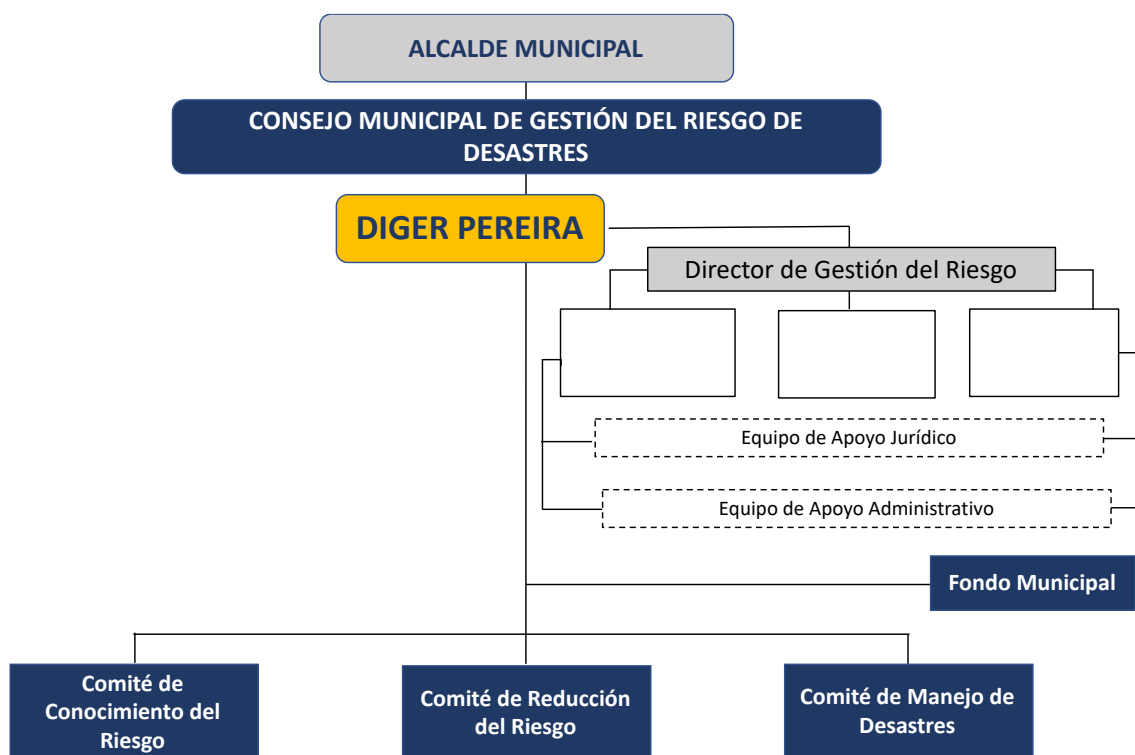 ALCALDE MUNICIPAL
CONSEJO MUNICIPAL DE GESTIÓN DEL RIESGO DE
DESASTRES
DIGER PEREIRA
Director de Gestión del Riesgo
Equipo de Apoyo Jurídico
Equipo de Apoyo Administrativo
Fondo Municipal
Comité de
Conocimiento del
Riesgo
Comité de Reducción
del Riesgo
Comité de Manejo de
Desastres